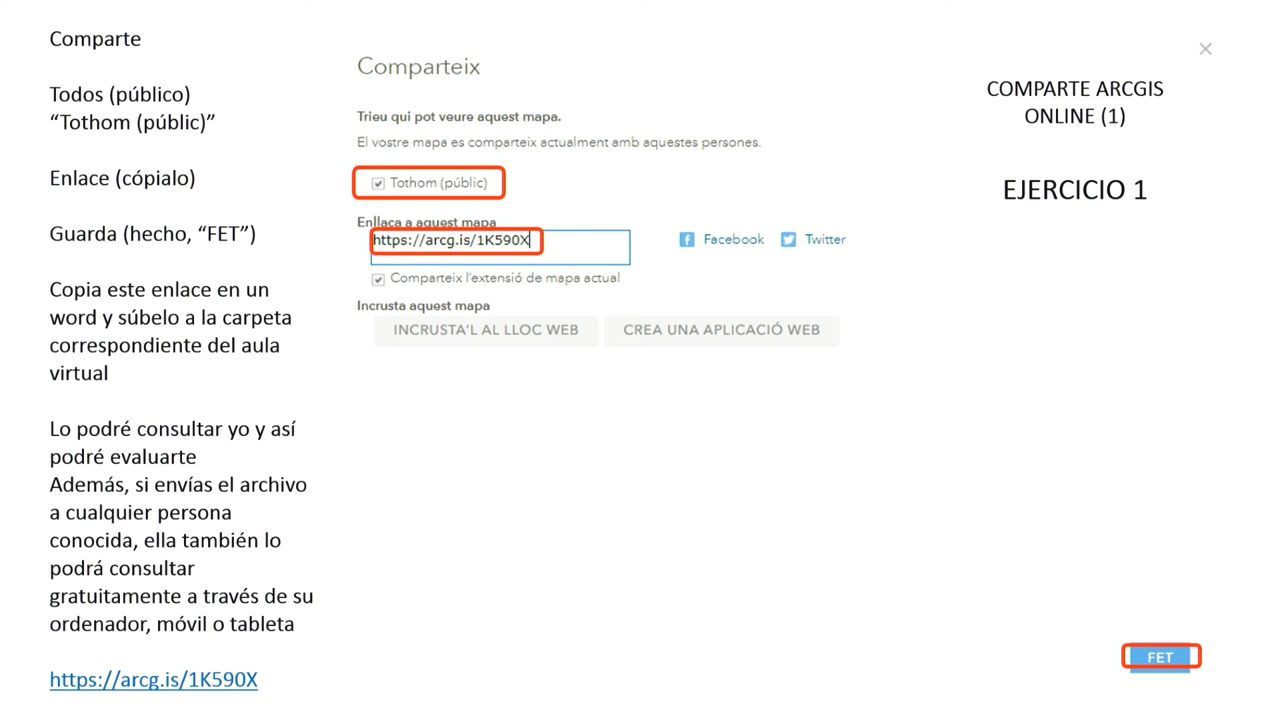 Comparte
Todos (público)
“Tothom (públic)”
Enlace (cópialo)
Guarda (hecho, “FET”)
Copia este enlace en un
word y súbelo a la carpeta
correspondiente del aula
virtual
Lo podré consultar yo y así
podré evaluarte
Además, si envías el archivo
a cualquier persona
conocida, ella también lo
podrá consultar
gratuitamente a través de su
ordenador, móvil o tableta
https://arcg.is/1K590X
Comparteix
Trieu qui pot veure aquest mapa.
El vostre mapa es comparteix actualment amb aquestes persones.
Tothom (públic)
Enllaça a aquest mapa
https://arcg.is/1K590X
Facebook
Twitter
Comparteix l’extensió de mapa actual
Incrusta aquest mapa
INCRUSTA’L AL LLOC WEB
CREA UNA APLICACIÓ WEB
COMPARTE ARCGIS
ONLINE (1)
EJERCICIO 1
FET